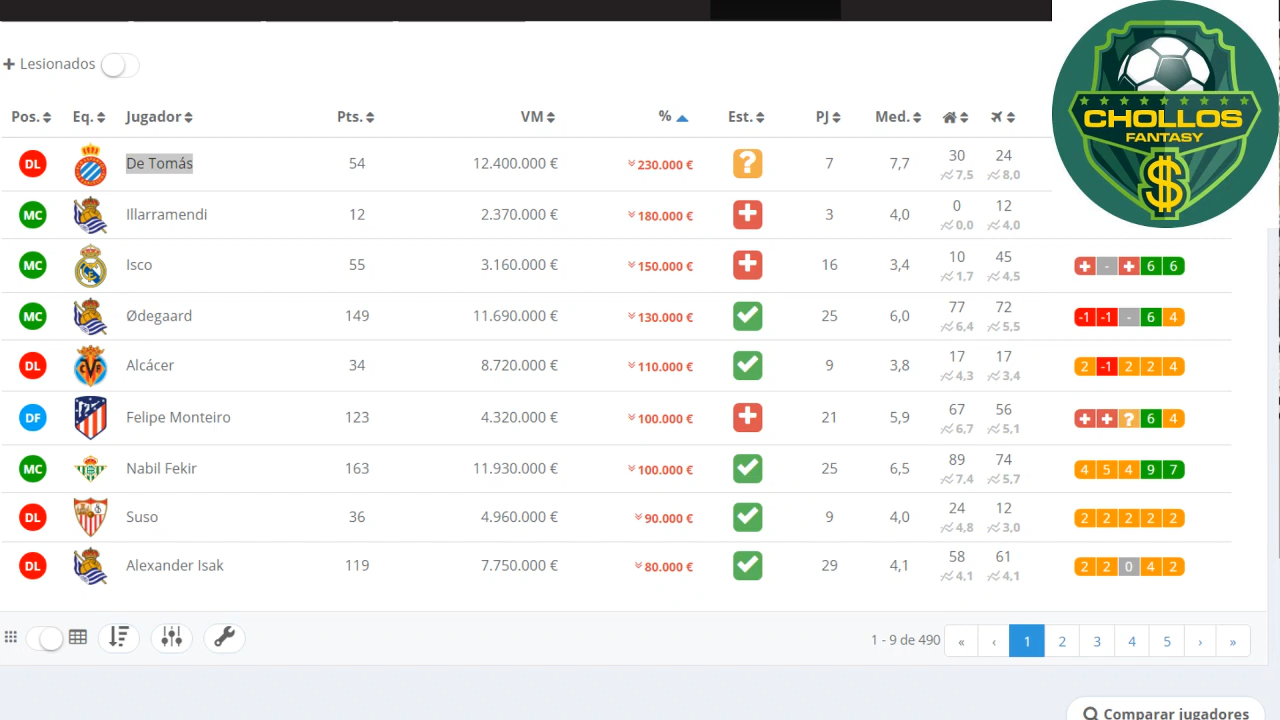 + Lesionados
CHOLLOS
FANTASY
$
Pos. Eq. Jugador Pts. VM % Est. PJ Med.
DL De Tomás 54 12.400.000 € 230.000 € ? 7 7,7 30 24
7,5 8,0
MC Illarramendi 12 2.370.000 € 180.000 € + 3 4,0 0 12
0,0 4,0
MC Isco 55 3.160.000 € 150.000 € + 16 3,4 10 45 + - + 6 6
1,7 4,5
MC Ødegaard 149 11.690.000 € 130.000 € 25 6,0 77 72 -1 -1 - 6 4
6,4 5,5
DL Alcácer 34 8.720.000 € 110.000 € 9 3,8 17 17 2 -1 2 2 4
4,3 3,4
DF Felipe Monteiro 123 4.320.000 € 100.000 € + 21 5,9 67 56 + + ? 6 4
6,7 5,1
MC Nabil Fekir 163 11.930.000 € 100.000 € 25 6,5 89 74 4 5 4 9 7
7,4 5,7
DL Suso 36 4.960.000 € 90.000 € 9 4,0 24 12 2 2 2 2 2
4,8 3,0
DL Alexander Isak 119 7.750.000 € 80.000 € 29 4,1 58 61 2 2 0 4 2
4,1 4,1
1 - 9 de 490 « ‹ 1 2 3 4 5 › »
Comparar jugadores